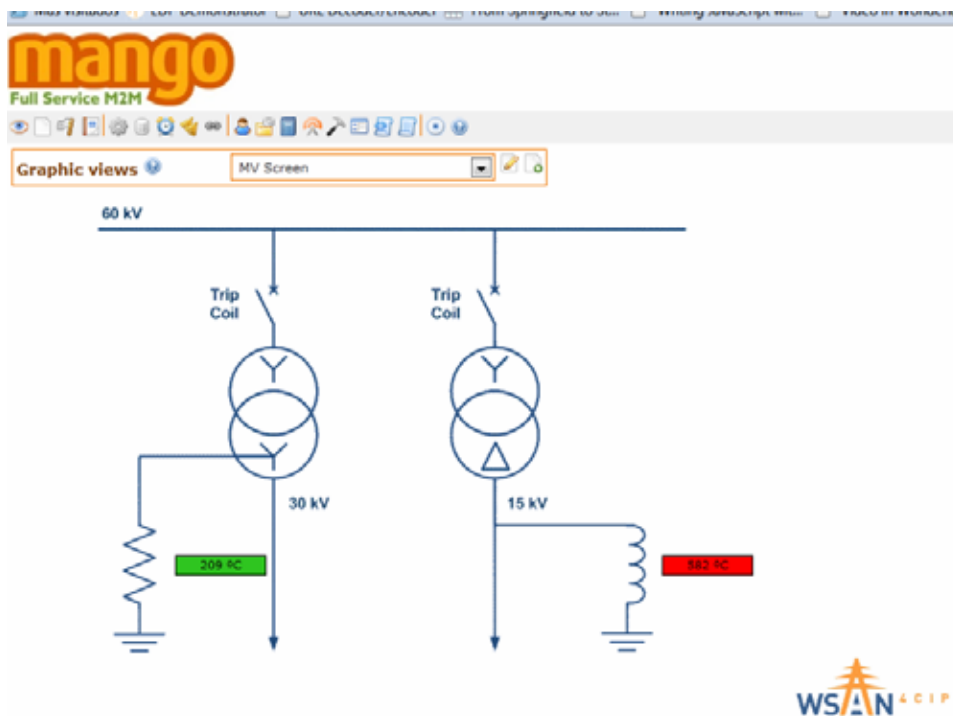 mango
Full Service M2M
Graphic views
MV Screen
60 kV
Trip
Coil
Trip
Coil
30 kV
15 kV
209 ºC
582 ºC
WSAN4CIP